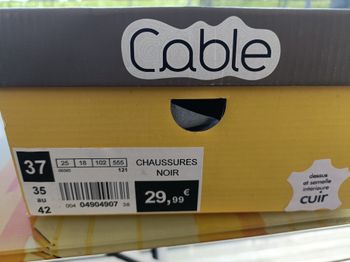 Cable
37
25 18 102 555
121
CHAUSSURES
NOIR
35
au
42
29,99€
004 04904907 38
dessus
et semelle
intérieure
cuir